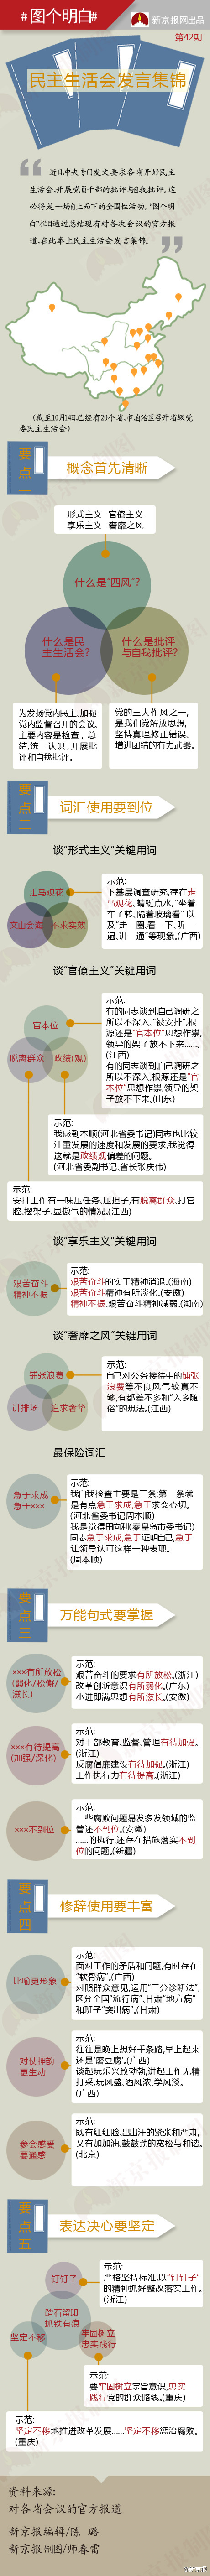 #图个明白#
新京报网出品
第42期
民主生活会发言集锦
近日中央专门发文要求各省开好民主
生活会,开展党员干部的批评与自我批评。这
必将是一场自上而下的全国性活动。“图个明
白”栏目通过总结现有对各次会议的官方报
道,在此奉上民主生活会发言集锦。
(截至10月14日,已经有20个省、市、自治区召开省级党
委民主生活会)
要点一
概念首先清晰
形式主义 官僚主义
享乐主义 奢靡之风
什么是“四风”?
什么是民
主生活会?
什么是批评
与自我批评?
为发扬党内民主、加强
党内监督召开的会议。
主要内容是检查，总
结,统一认识，开展批
评和自我批评。
党的三大作风之一,
是我们党解放思想,
坚持真理,修正错误、
增进团结的有力武器。
要点二
词汇使用要到位
谈“形式主义”关键用词
走马观花
文山会海
不求实效
示范:
下基层调查研究,存在走
马观花、蜻蜓点水,“坐着
车子转、隔着玻璃看” 以
及“走一圈、看一下、听一
遍、讲一通”等现象。(广西)
谈“官僚主义”关键用词
官本位
脱离群众
政绩(观)
示范:
有的同志谈到,自己调研之
所以不深入,“被安排”,根
源还是“官本位”思想作祟,
领导的架子放不下来……。
(江西)
有的同志谈到,自己调研之
所以不深入,根源还是“官
本位”思想作祟,领导的架
子放不下来。(山东)
示范:
我感到本顺(河北省委书记)同志也比较
注重发展的速度和发展的要求,我觉得
这就是政绩观偏差的问题。
(河北省委副书记、省长张庆伟)
示范:
安排工作有一味压任务、压担子,有脱离群众、打官
腔、摆架子、显傲气的情况。(江西)
谈“享乐主义”关键用词
艰苦奋斗
精神不振
示范:
艰苦奋斗的实干精神消退。(海南)
艰苦奋斗精神有所淡化,(安徽)
精神不振、艰苦奋斗精神减弱。(湖南)
谈“奢靡之风”关键用词
铺张浪费
讲排场
追求奢华
示范:
自己对公务接待中的铺张
浪费等不良风气较真不
够,有都差不多和“入乡随
俗”的想法。(江西)
最保险词汇
急于求成
急于×××
示范:
我自我检查主要是三条:第一条就
是有点急于求成,急于求变心切。
(河北省委书记周本顺)
我是觉得田向利(秦皇岛市委书记)
同志急于求成,急于证明自己,急于
让领导认可这样一种表现。
(周本顺)
要点三
万能句式要掌握
×××有所放松
(弱化/松懈/
滋长)
示范:
艰苦奋斗的要求有所放松。(浙江)
改革创新意识有所弱化。(广东)
小进即满思想有所滋长。(安徽)
×××有待提高
(加强/深化)
示范:
对干部教育、监督、管理有待加强。
(浙江)
反腐倡廉建设有待加强。(浙江)
工作执行力有待提高。(浙江)
×××不到位
示范:
一些腐败问题易发多发领域的监
管还不到位。(安徽)
……的执行,还存在措施落实不到
位的问题。(新疆)
要点四
修辞使用要丰富
比喻更形象
示范:
面对工作的矛盾和问题,有时存在
“软骨病”。(广西)
对照群众意见,运用“三分诊断法”,
区分全国“流行病”、甘肃“地方病”
和班子“突出病”。(甘肃)
对仗押韵
更生动
示范:
往往是晚上想好千条路,早上起来
还是‘磨豆腐’。(广西)
谈起玩乐兴致勃勃,讲起工作无精
打采,玩风盛、酒风浓、学风淡。
(广西)
参会感受
要通感
示范:
既有红红脸、出出汗的紧张和严肃,
又有加加油、鼓鼓劲的宽松与和谐。
(北京)
要点五
表达决心要坚定
钉钉子
踏石留印
抓铁有痕
坚定不移
牢固树立
忠实践行
示范:
严格坚持标准,以“钉钉子”
的精神抓好整改落实工作。
(浙江)
示范:
要牢固树立宗旨意识,忠实
践行党的群众路线。(重庆)
示范:
坚定不移地推进改革发展……坚定不移惩治腐败。
(重庆)
资料来源:
对各省会议的官方报道
新京报编辑/陈 璐
新京报制图/师春雷
@新京报